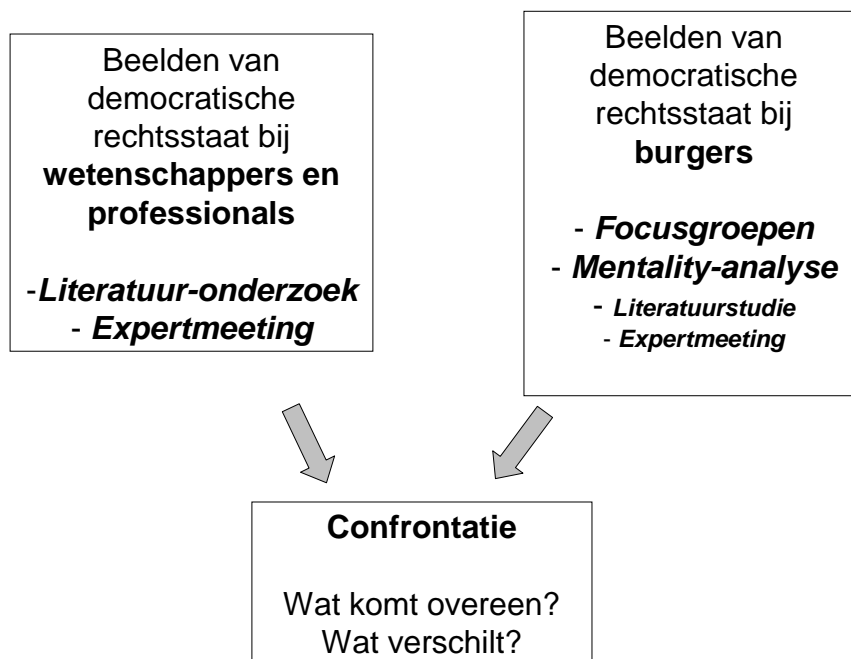 Beelden van
democratische
rechtsstaat bij
wetenschappers en
professionals
-Literatuur-onderzoek
- Expertmeeting
Beelden van
democratische
rechtsstaat bij
burgers
- Focusgroepen
- Mentality-analyse
- Literatuurstudie
- Expertmeeting
Confrontatie
Wat komt overeen?
Wat verschilt?